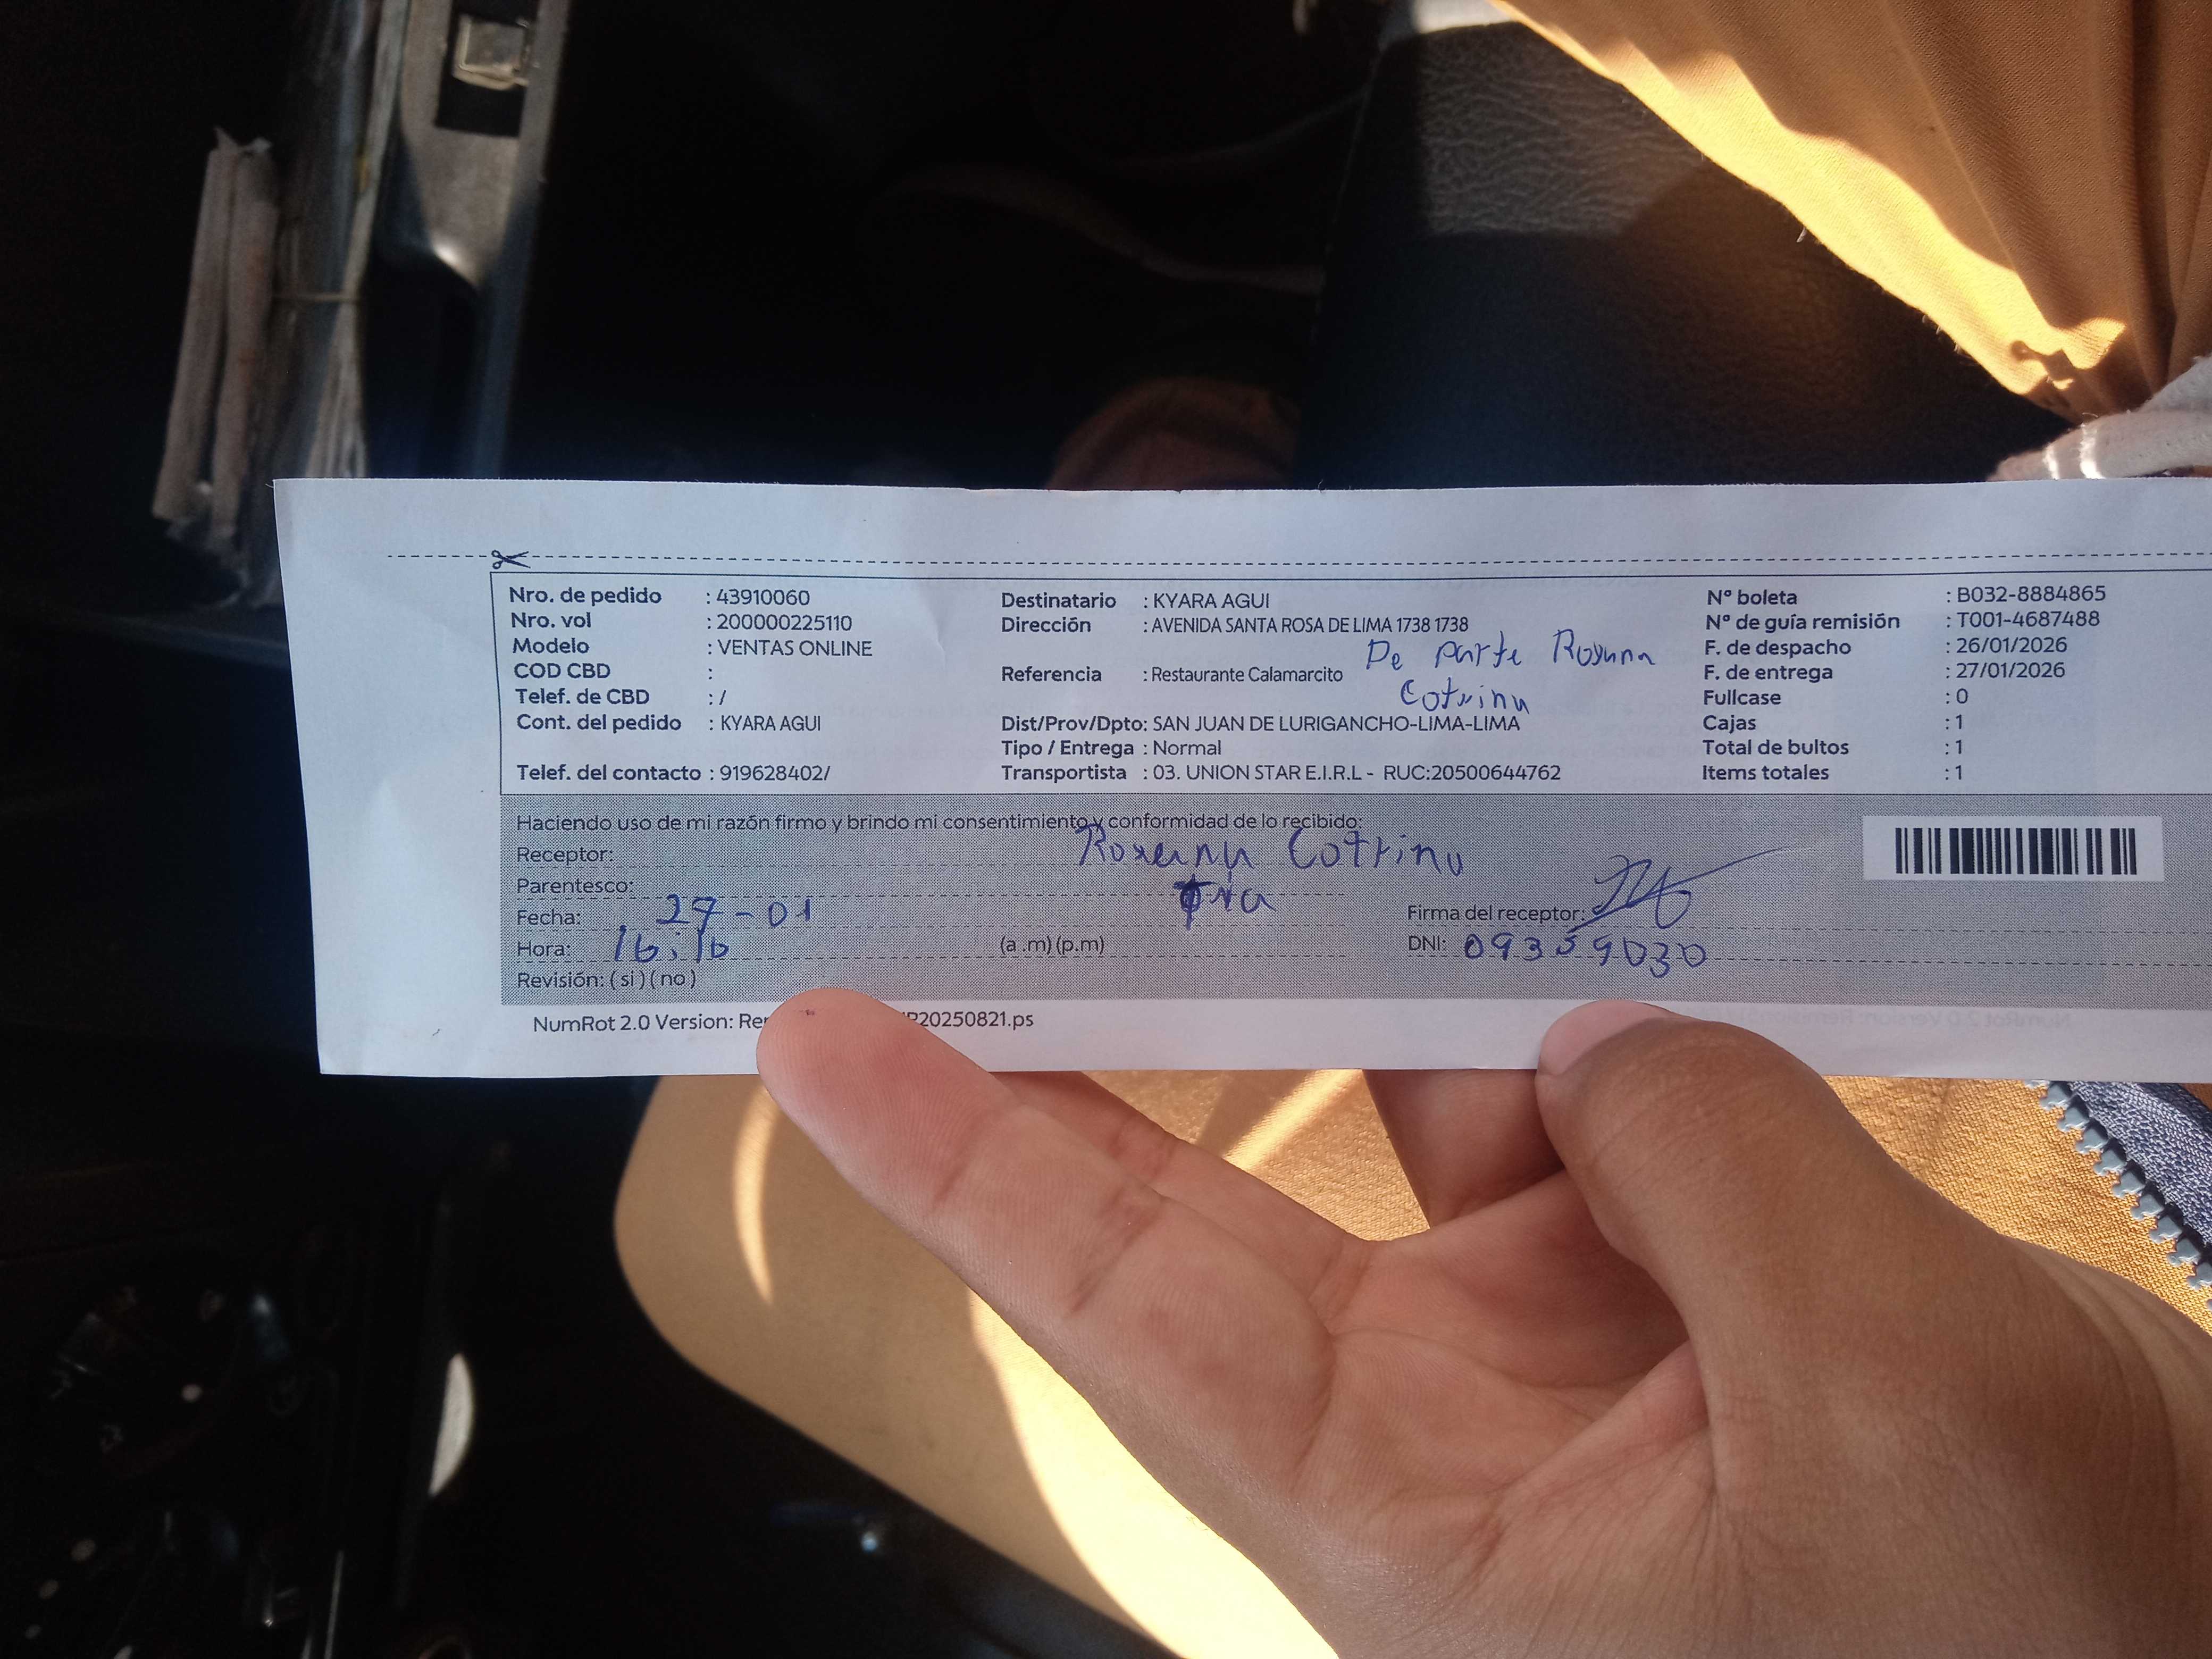 Nro. de pedido : 43910060
Nro. vol : 200000225110
Modelo : VENTAS ONLINE
COD CBD :
Telef. de CBD : /
Cont. del pedido : KYARA AGUI
Telef. del contacto : 919628402/
Destinatario : KYARA AGUI
Dirección : AVENIDA SANTA ROSA DE LIMA 1738 1738
De parte Roxana
Referencia : Restaurante Calamarcito
Cotrina
Dist/Prov/Dpto: SAN JUAN DE LURIGANCHO-LIMA-LIMA
Tipo / Entrega : Normal
Transportista : 03. UNION STAR E.I.R.L - RUC:20500644762
Nº boleta : B032-8884865
Nº de guía remisión : T001-4687488
F. de despacho : 26/01/2026
F. de entrega : 27/01/2026
Fullcase : 0
Cajas : 1
Total de bultos : 1
Items totales : 1
Haciendo uso de mi razón firmo y brindo mi consentimiento y conformidad de lo recibido:
Receptor: Roxana Cotrina
Parentesco:
Fecha: 27-01
Hora: 16:10 (a .m) (p.m)
Revisión: ( si ) ( no )
Firma del receptor:
DNI: 09359030
NumRot 2.0 Version: 20250821.ps